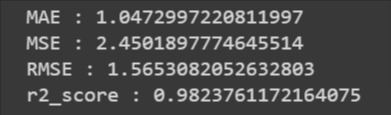 MAE : 1.0472997220811997
MSE : 2.4501897774645514
RMSE : 1.5653082052632803
r2_score : 0.9823761172164075